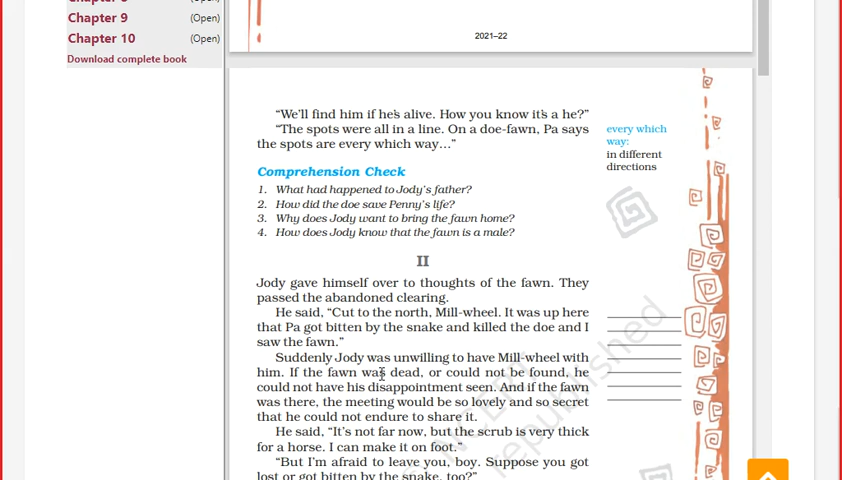 (Open)
Chapter 9 (Open)
Chapter 10 (Open)
Download complete book
2021–22
“We’ll find him if he’s alive. How you know it’s a he?”
“The spots were all in a line. On a doe-fawn, Pa says
the spots are every which way…”
every which
way:
in different
directions
Comprehension Check
1. What had happened to Jody’s father?
2. How did the doe save Penny’s life?
3. Why does Jody want to bring the fawn home?
4. How does Jody know that the fawn is a male?
II
Jody gave himself over to thoughts of the fawn. They
passed the abandoned clearing.
He said, “Cut to the north, Mill-wheel. It was up here
that Pa got bitten by the snake and killed the doe and I
saw the fawn.”
Suddenly Jody was unwilling to have Mill-wheel with
him. If the fawn was dead, or could not be found, he
could not have his disappointment seen. And if the fawn
was there, the meeting would be so lovely and so secret
that he could not endure to share it.
He said, “It’s not far now, but the scrub is very thick
for a horse. I can make it on foot.”
“But I’m afraid to leave you, boy. Suppose you got
lost or got bitten by the snake, too?”
© NCERT
republished